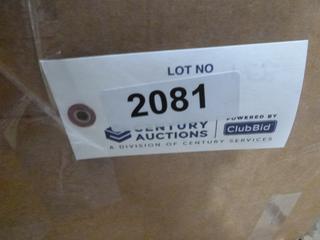 LOT NO
2081
CENTURY
AUCTIONS
POWERED BY
ClubBid
A DIVISION OF CENTURY SERVICES